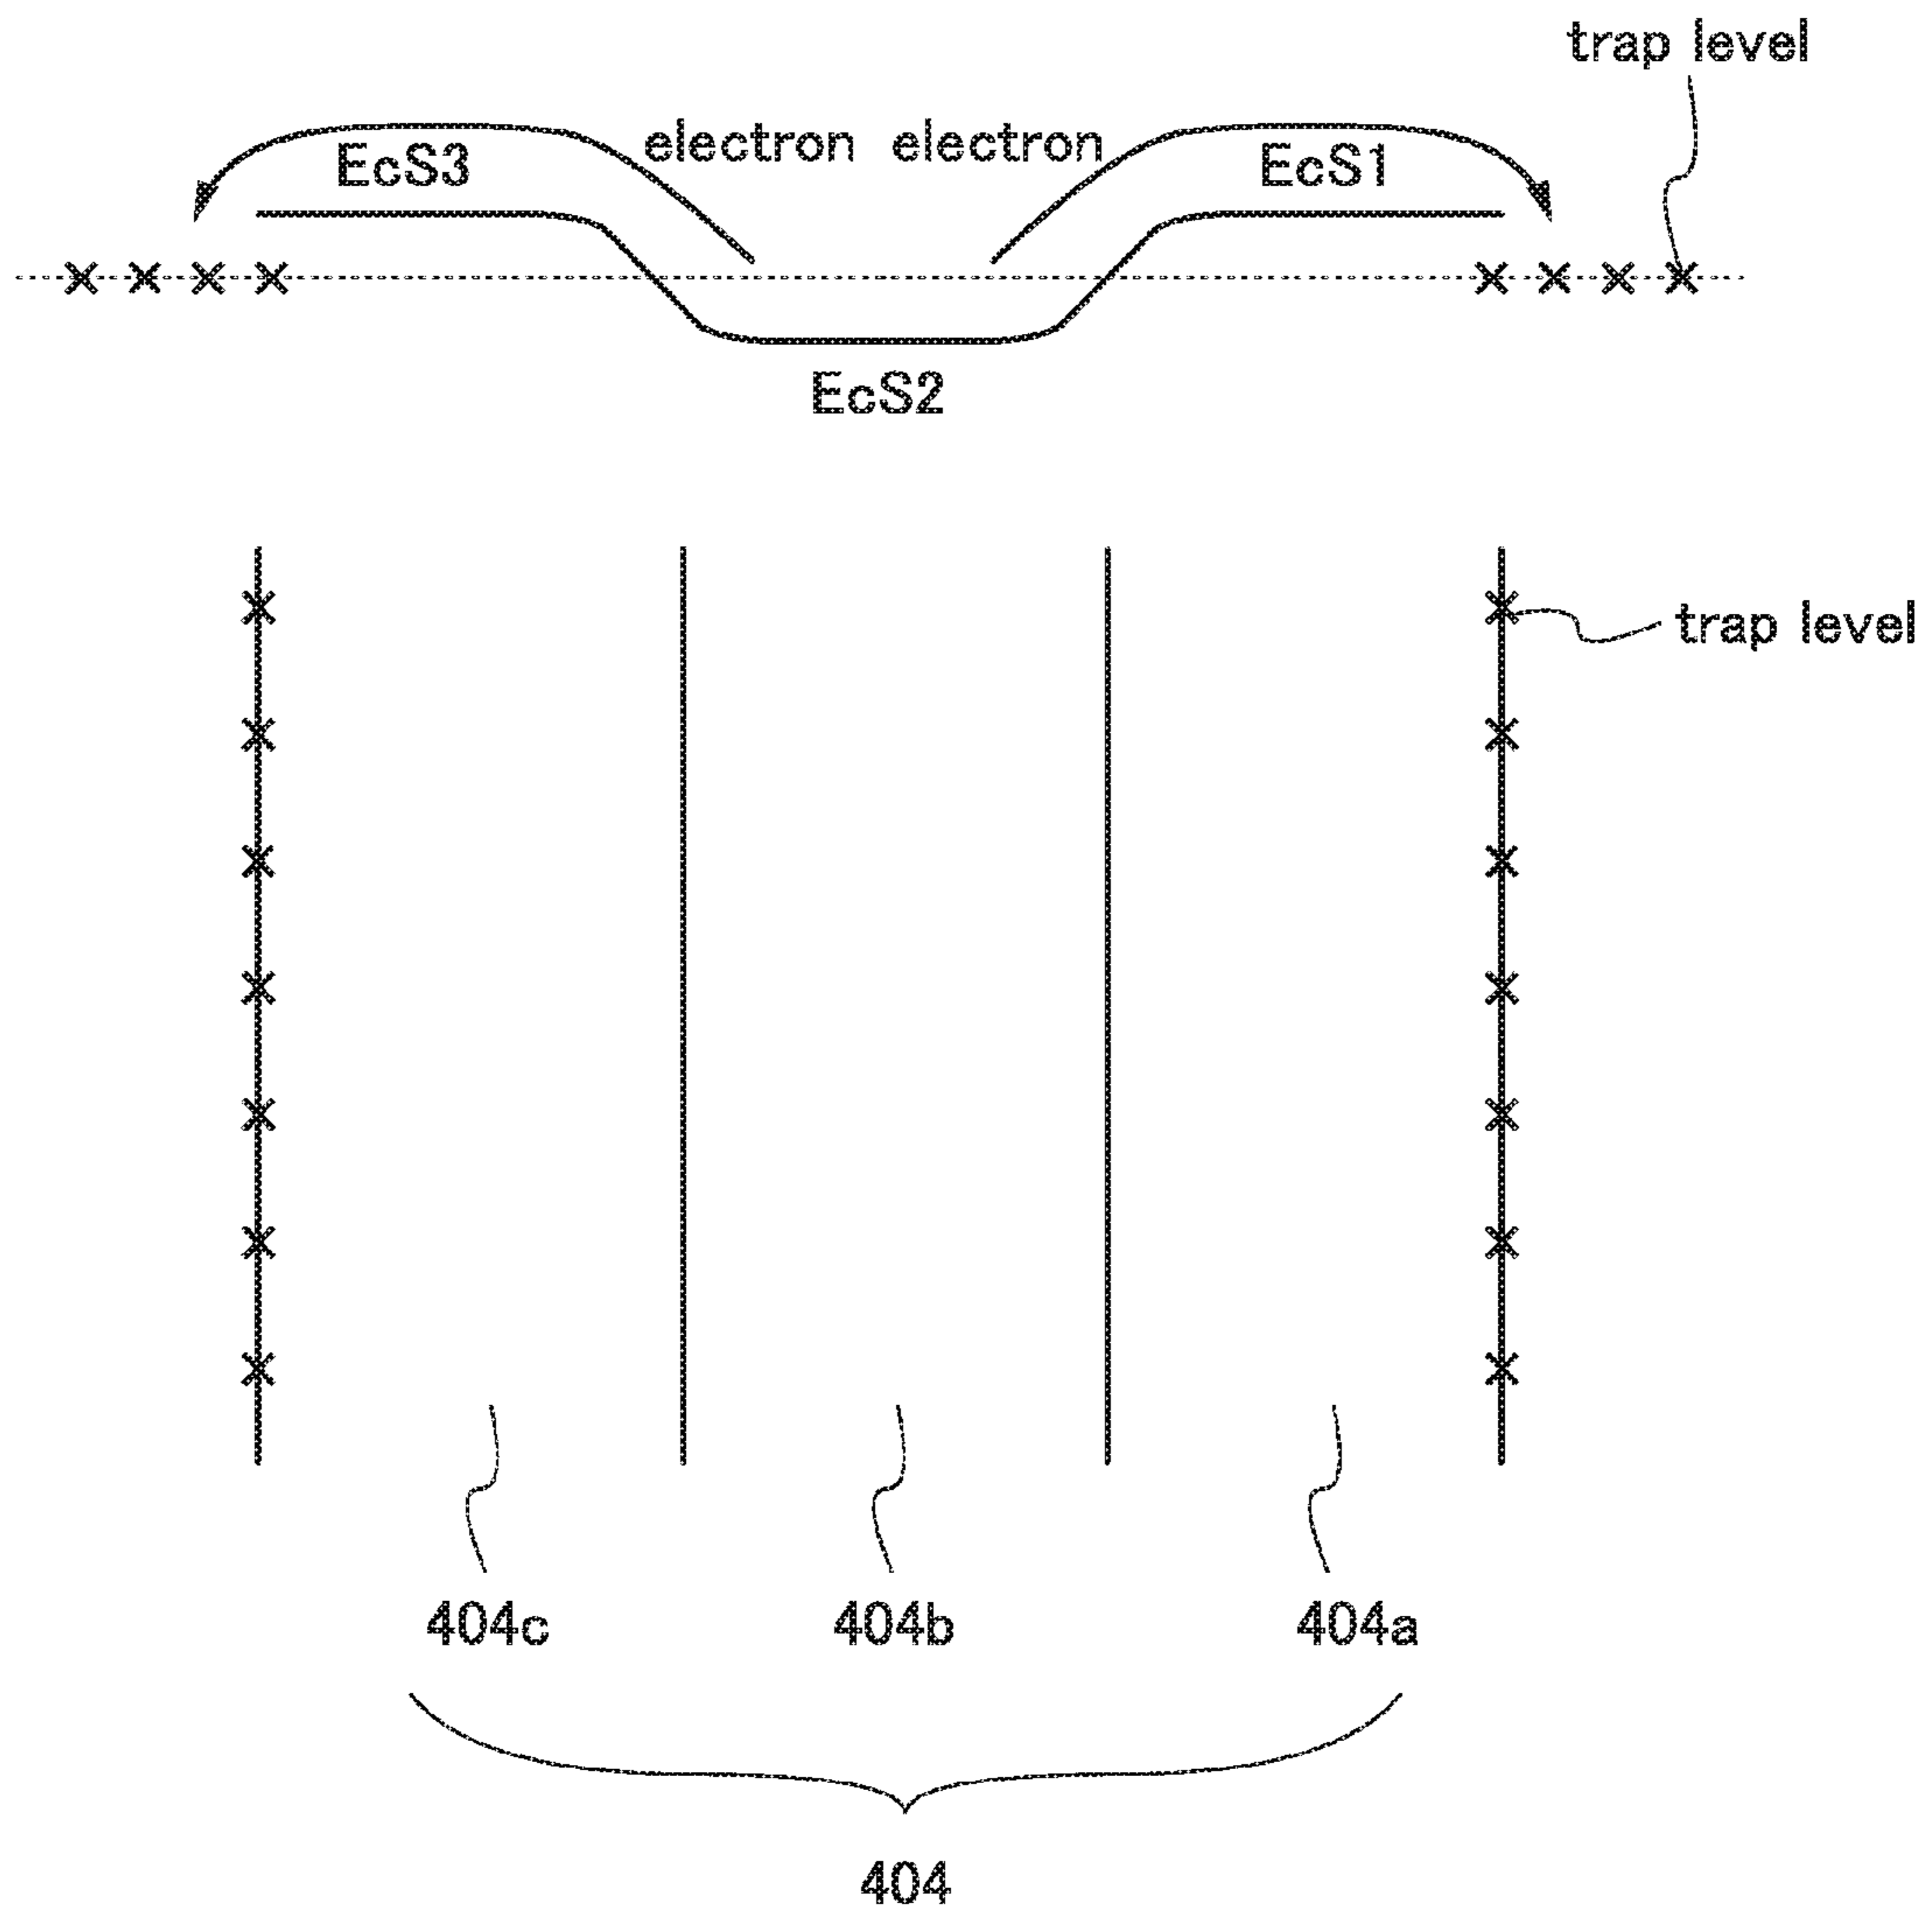 trap level
electron electron
EcS3
EcS1
EcS2
trap level
404c
404b
404a
404